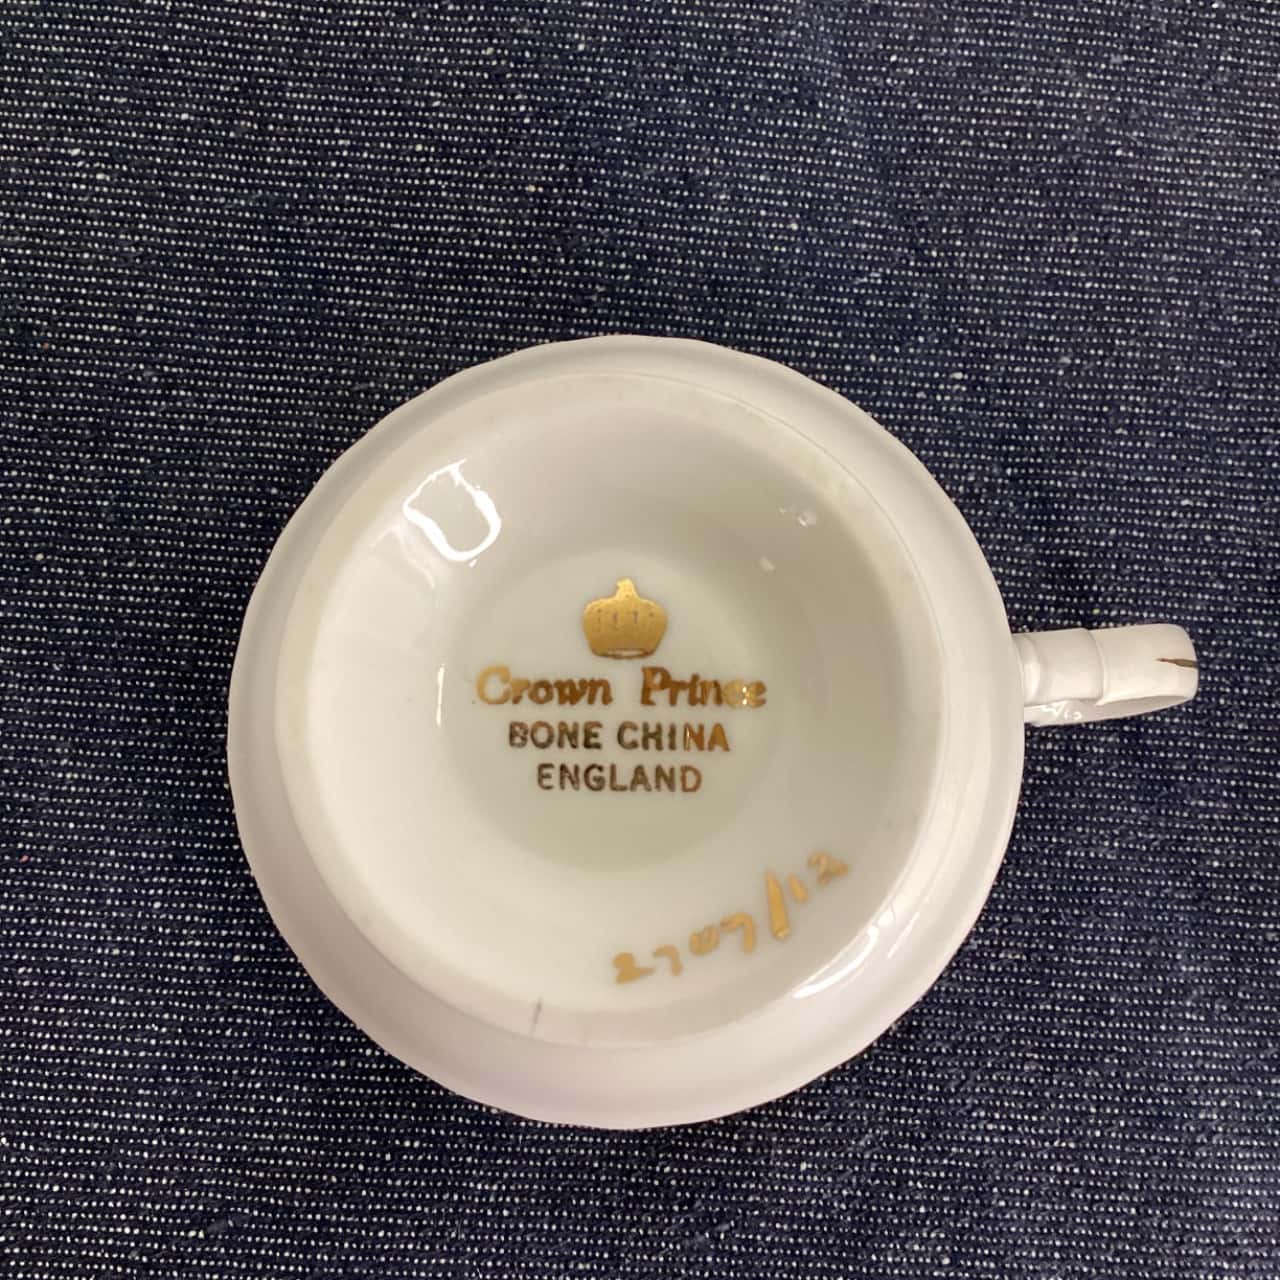 Crown Prince
BONE CHINA
ENGLAND
2707/12